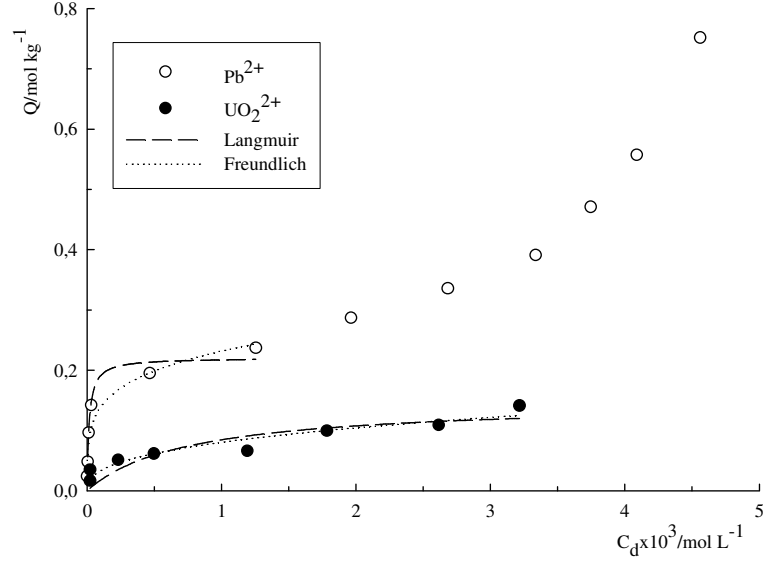 0,8
0,6
0,4
0,2
0,0
Q/mol kg⁻¹
Pb²⁺
UO₂²⁺
Langmuir
Freundlich
0 1 2 3 4 5
C_dx10³/mol L⁻¹